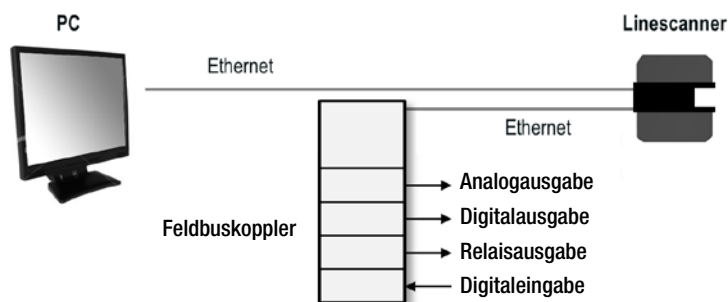 PC
Linescanner
Ethernet
Ethernet
Analogausgabe
Digitalausgabe
Feldbuskoppler
Relaisausgabe
Digitaleingabe